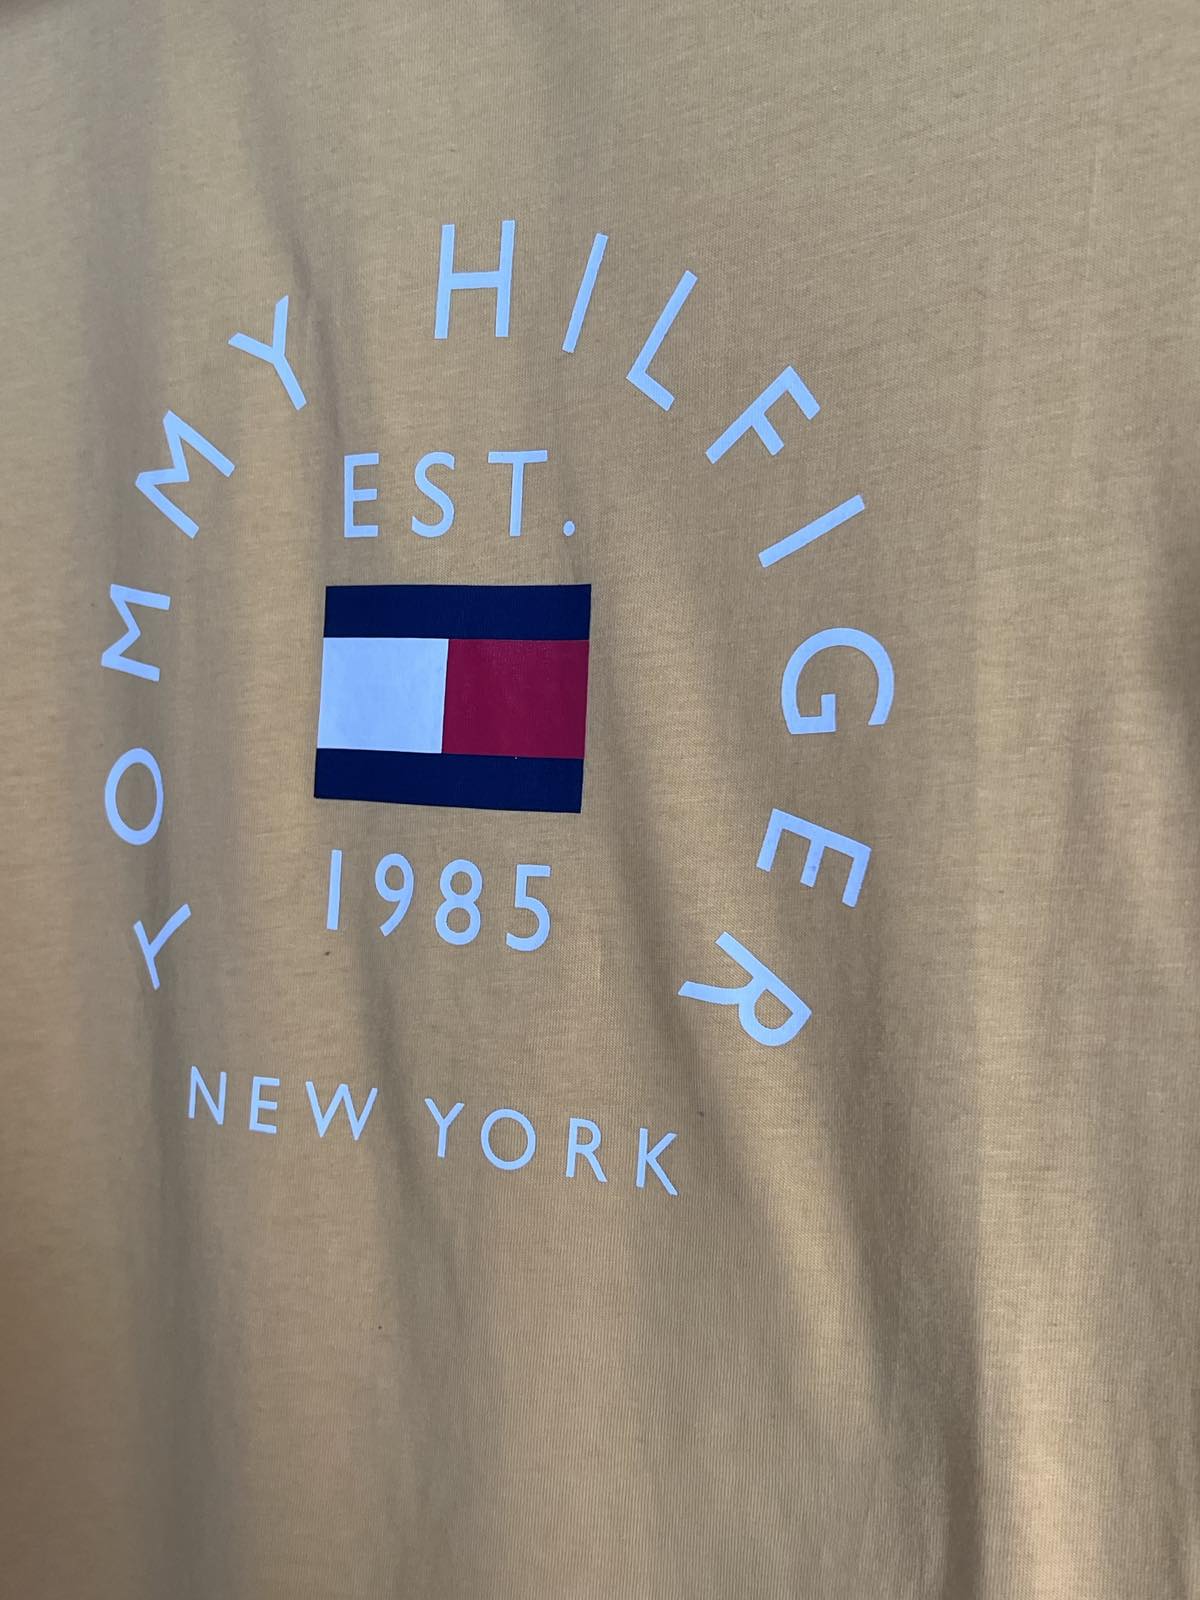 TOMMY HILFIGER
EST.
1985
NEW YORK